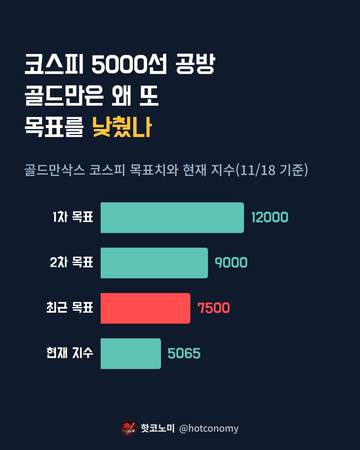 코스피 5000선 공방
골드만은 왜 또
목표를 낮췄나
골드만삭스 코스피 목표치와 현재 지수(11/18 기준)
1차 목표 12000
2차 목표 9000
최근 목표 7500
현재 지수 5065
핫코노미 @hotconomy